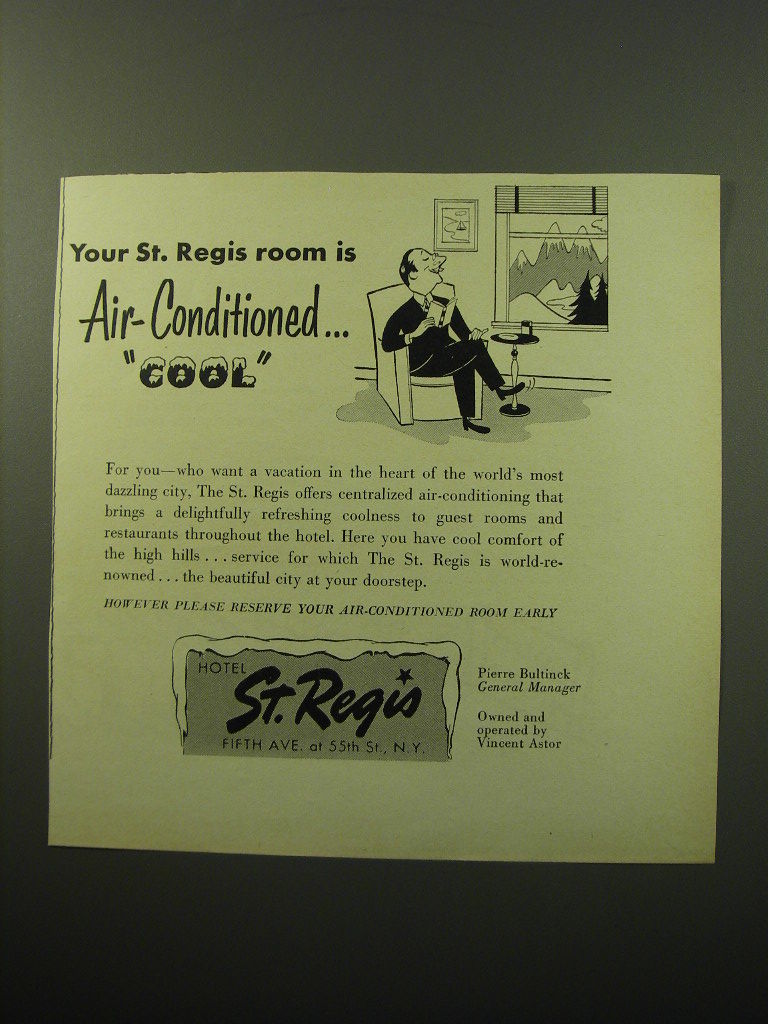 Your St. Regis room is
Air-Conditioned...
"COOL"
For you—who want a vacation in the heart of the world's most
dazzling city, The St. Regis offers centralized air-conditioning that
brings a delightfully refreshing coolness to guest rooms and
restaurants throughout the hotel. Here you have cool comfort of
the high hills . . . service for which The St. Regis is world-re-
nowned . . . the beautiful city at your doorstep.
HOWEVER PLEASE RESERVE YOUR AIR-CONDITIONED ROOM EARLY
HOTEL
St. Regis
FIFTH AVE. at 55th St., N.Y.
Pierre Bultinck
General Manager
Owned and
operated by
Vincent Astor